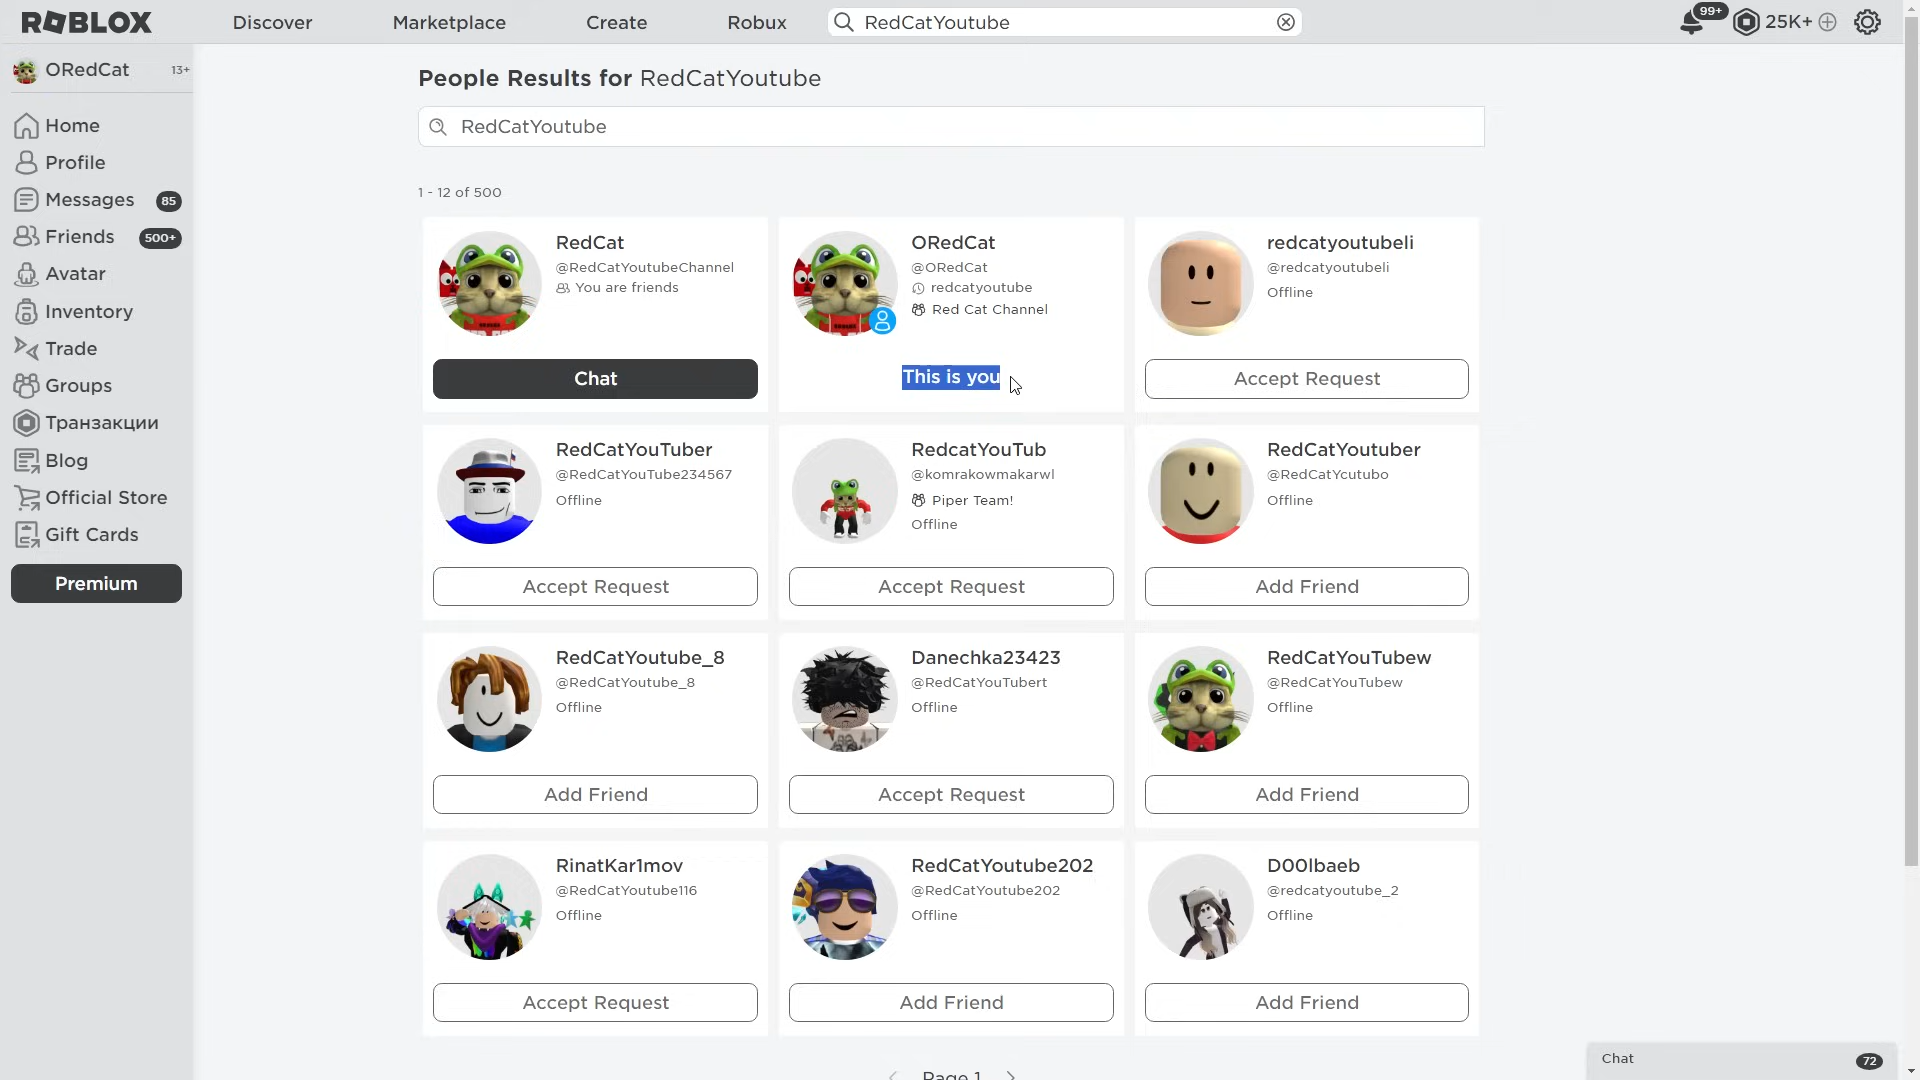 ROBLOX
Discover
Marketplace
Create
Robux
RedCatYoutube
99+
25K+
ORedCat
13+
Home
Profile
Messages
85
Friends
500+
Avatar
Inventory
Trade
Groups
Транзакции
Blog
Official Store
Gift Cards
Premium
People Results for RedCatYoutube
RedCatYoutube
1 - 12 of 500
RedCat
@RedCatYoutubeChannel
You are friends
Chat
ORedCat
@ORedCat
redcatyoutube
Red Cat Channel
This is you
redcatyoutubeli
@redcatyoutubeli
Offline
Accept Request
RedCatYouTuber
@RedCatYouTube234567
Offline
Accept Request
RedcatYouTub
@komrakowmakarwl
Piper Team!
Offline
Accept Request
RedCatYoutuber
@RedCatYcutubo
Offline
Add Friend
RedCatYoutube_8
@RedCatYoutube_8
Offline
Add Friend
Danechka23423
@RedCatYouTubert
Offline
Accept Request
RedCatYouTubew
@RedCatYouTubew
Offline
Add Friend
RinatKar1mov
@RedCatYoutube116
Offline
Accept Request
RedCatYoutube202
@RedCatYoutube202
Offline
Add Friend
D00lbaeb
@redcatyoutube_2
Offline
Add Friend
Page 1
Chat
72